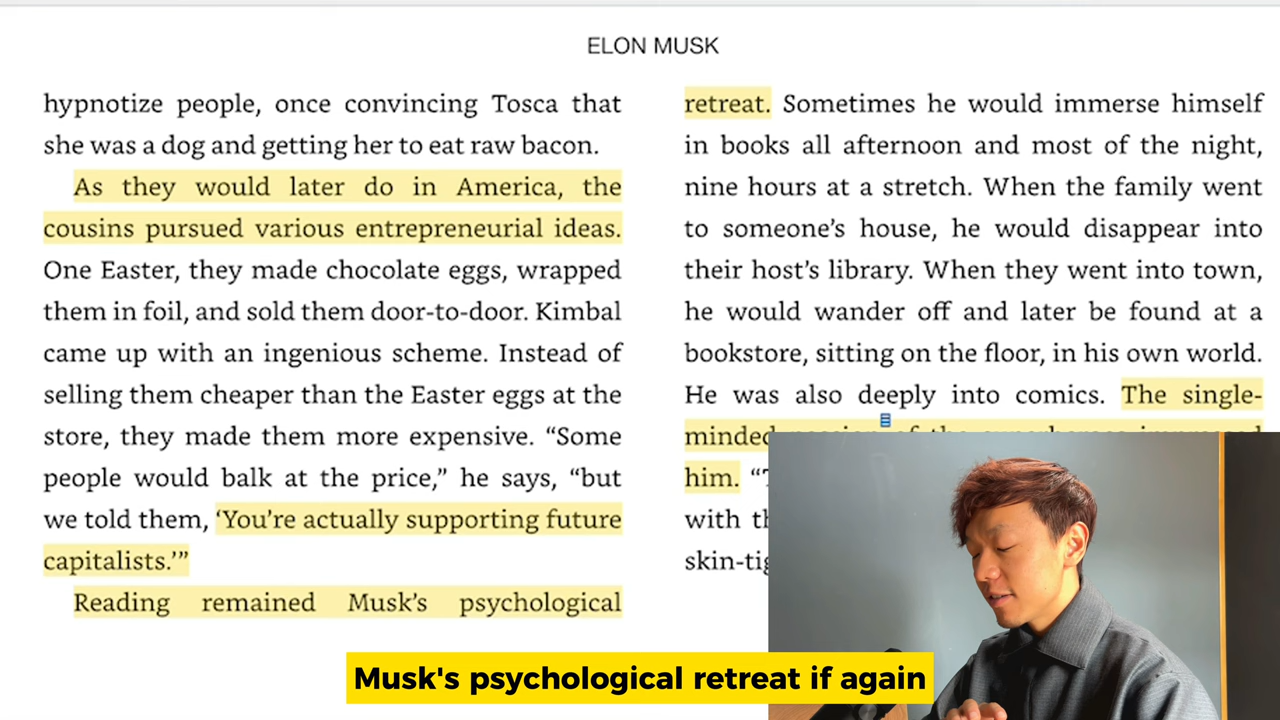 ELON MUSK
hypnotize people, once convincing Tosca that
she was a dog and getting her to eat raw bacon.
As they would later do in America, the
cousins pursued various entrepreneurial ideas.
One Easter, they made chocolate eggs, wrapped
them in foil, and sold them door-to-door. Kimbal
came up with an ingenious scheme. Instead of
selling them cheaper than the Easter eggs at the
store, they made them more expensive. “Some
people would balk at the price,” he says, “but
we told them, ‘You’re actually supporting future
capitalists.’”
Reading remained Musk’s psychological
retreat. Sometimes he would immerse himself
in books all afternoon and most of the night,
nine hours at a stretch. When the family went
to someone’s house, he would disappear into
their host’s library. When they went into town,
he would wander off and later be found at a
bookstore, sitting on the floor, in his own world.
He was also deeply into comics. The single-
minded
him.
with
skin-tig
Musk's psychological retreat if again